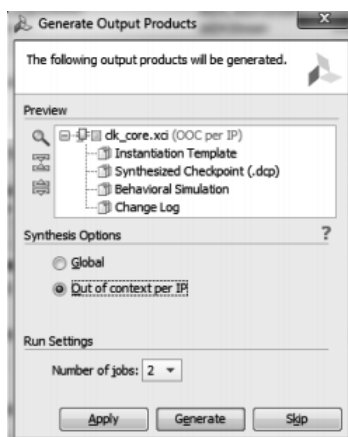 Generate Output Products
The following output products will be generated.
Preview
clk_core.xci (OOC per IP)
Instantiation Template
Synthesized Checkpoint (.dcp)
Behavioral Simulation
Change Log
Synthesis Options
?
Global
Out of context per IP
Run Settings
Number of jobs: 2
Apply Generate Skip